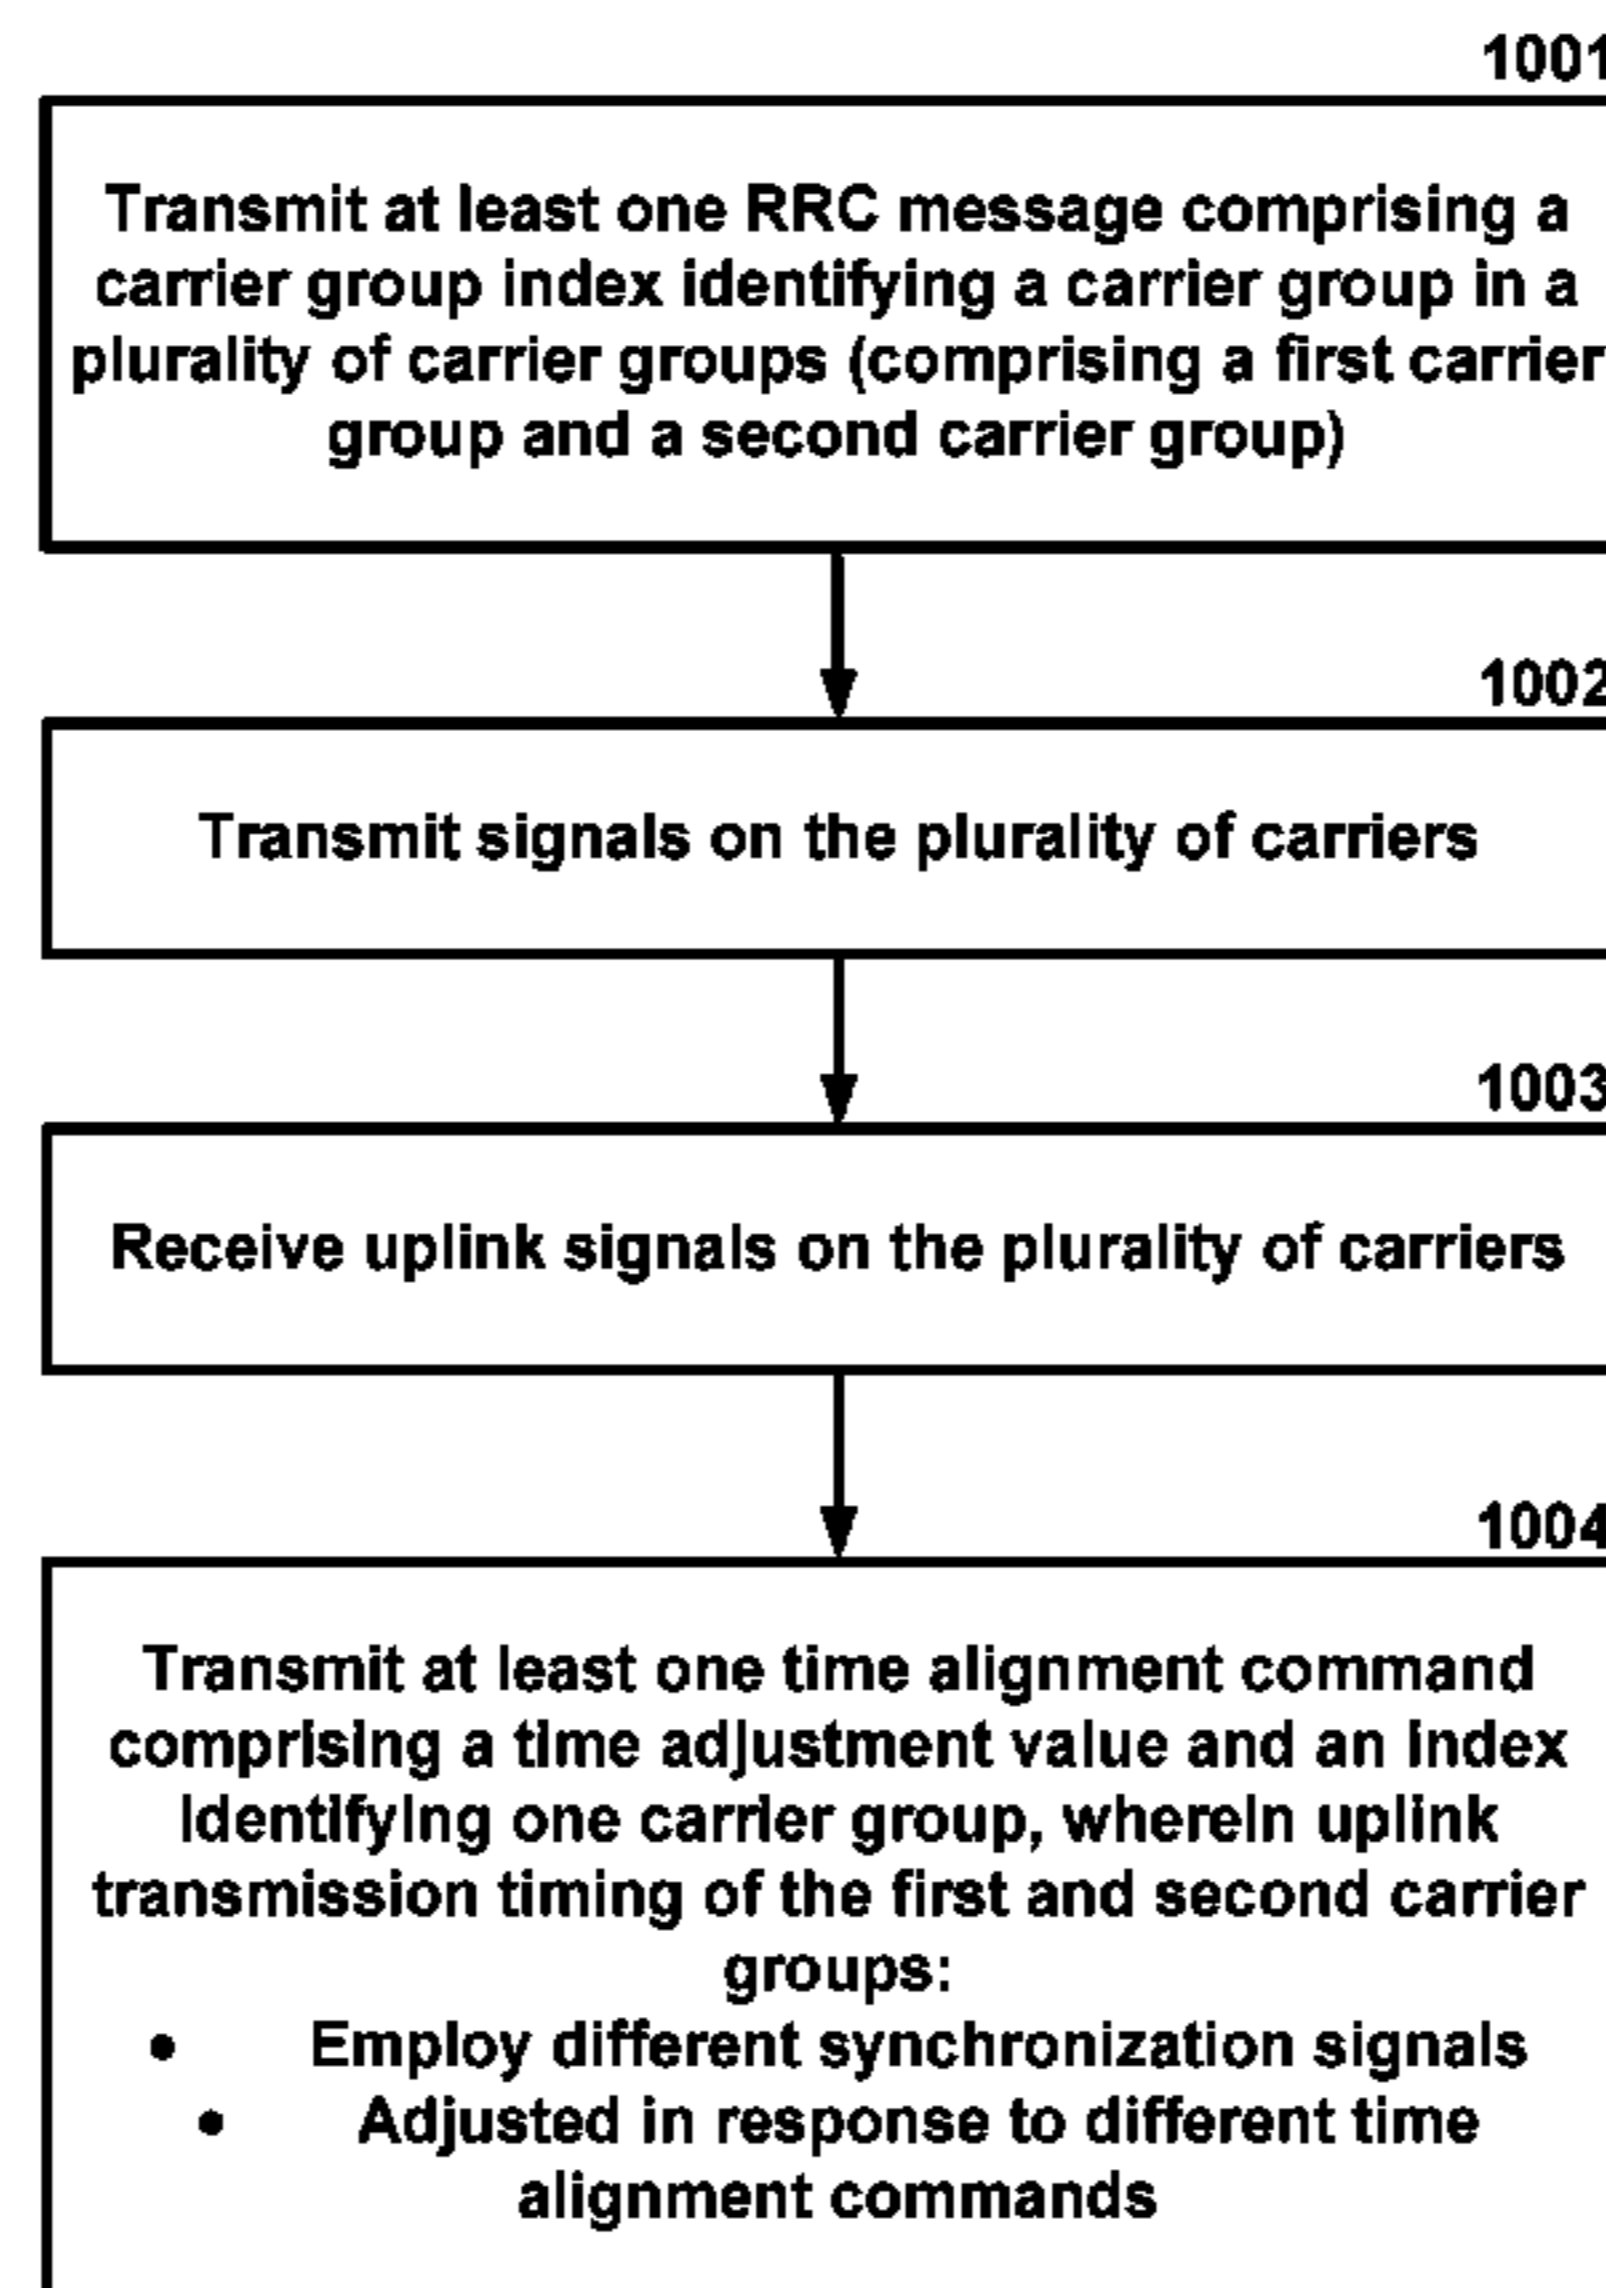 1001
Transmit at least one RRC message comprising a
carrier group index identifying a carrier group in a
plurality of carrier groups (comprising a first carrier
group and a second carrier group)
1002
Transmit signals on the plurality of carriers
1003
Receive uplink signals on the plurality of carriers
1004
Transmit at least one time alignment command
comprising a time adjustment value and an index
identifying one carrier group, wherein uplink
transmission timing of the first and second carrier
groups:
• Employ different synchronization signals
• Adjusted in response to different time
alignment commands